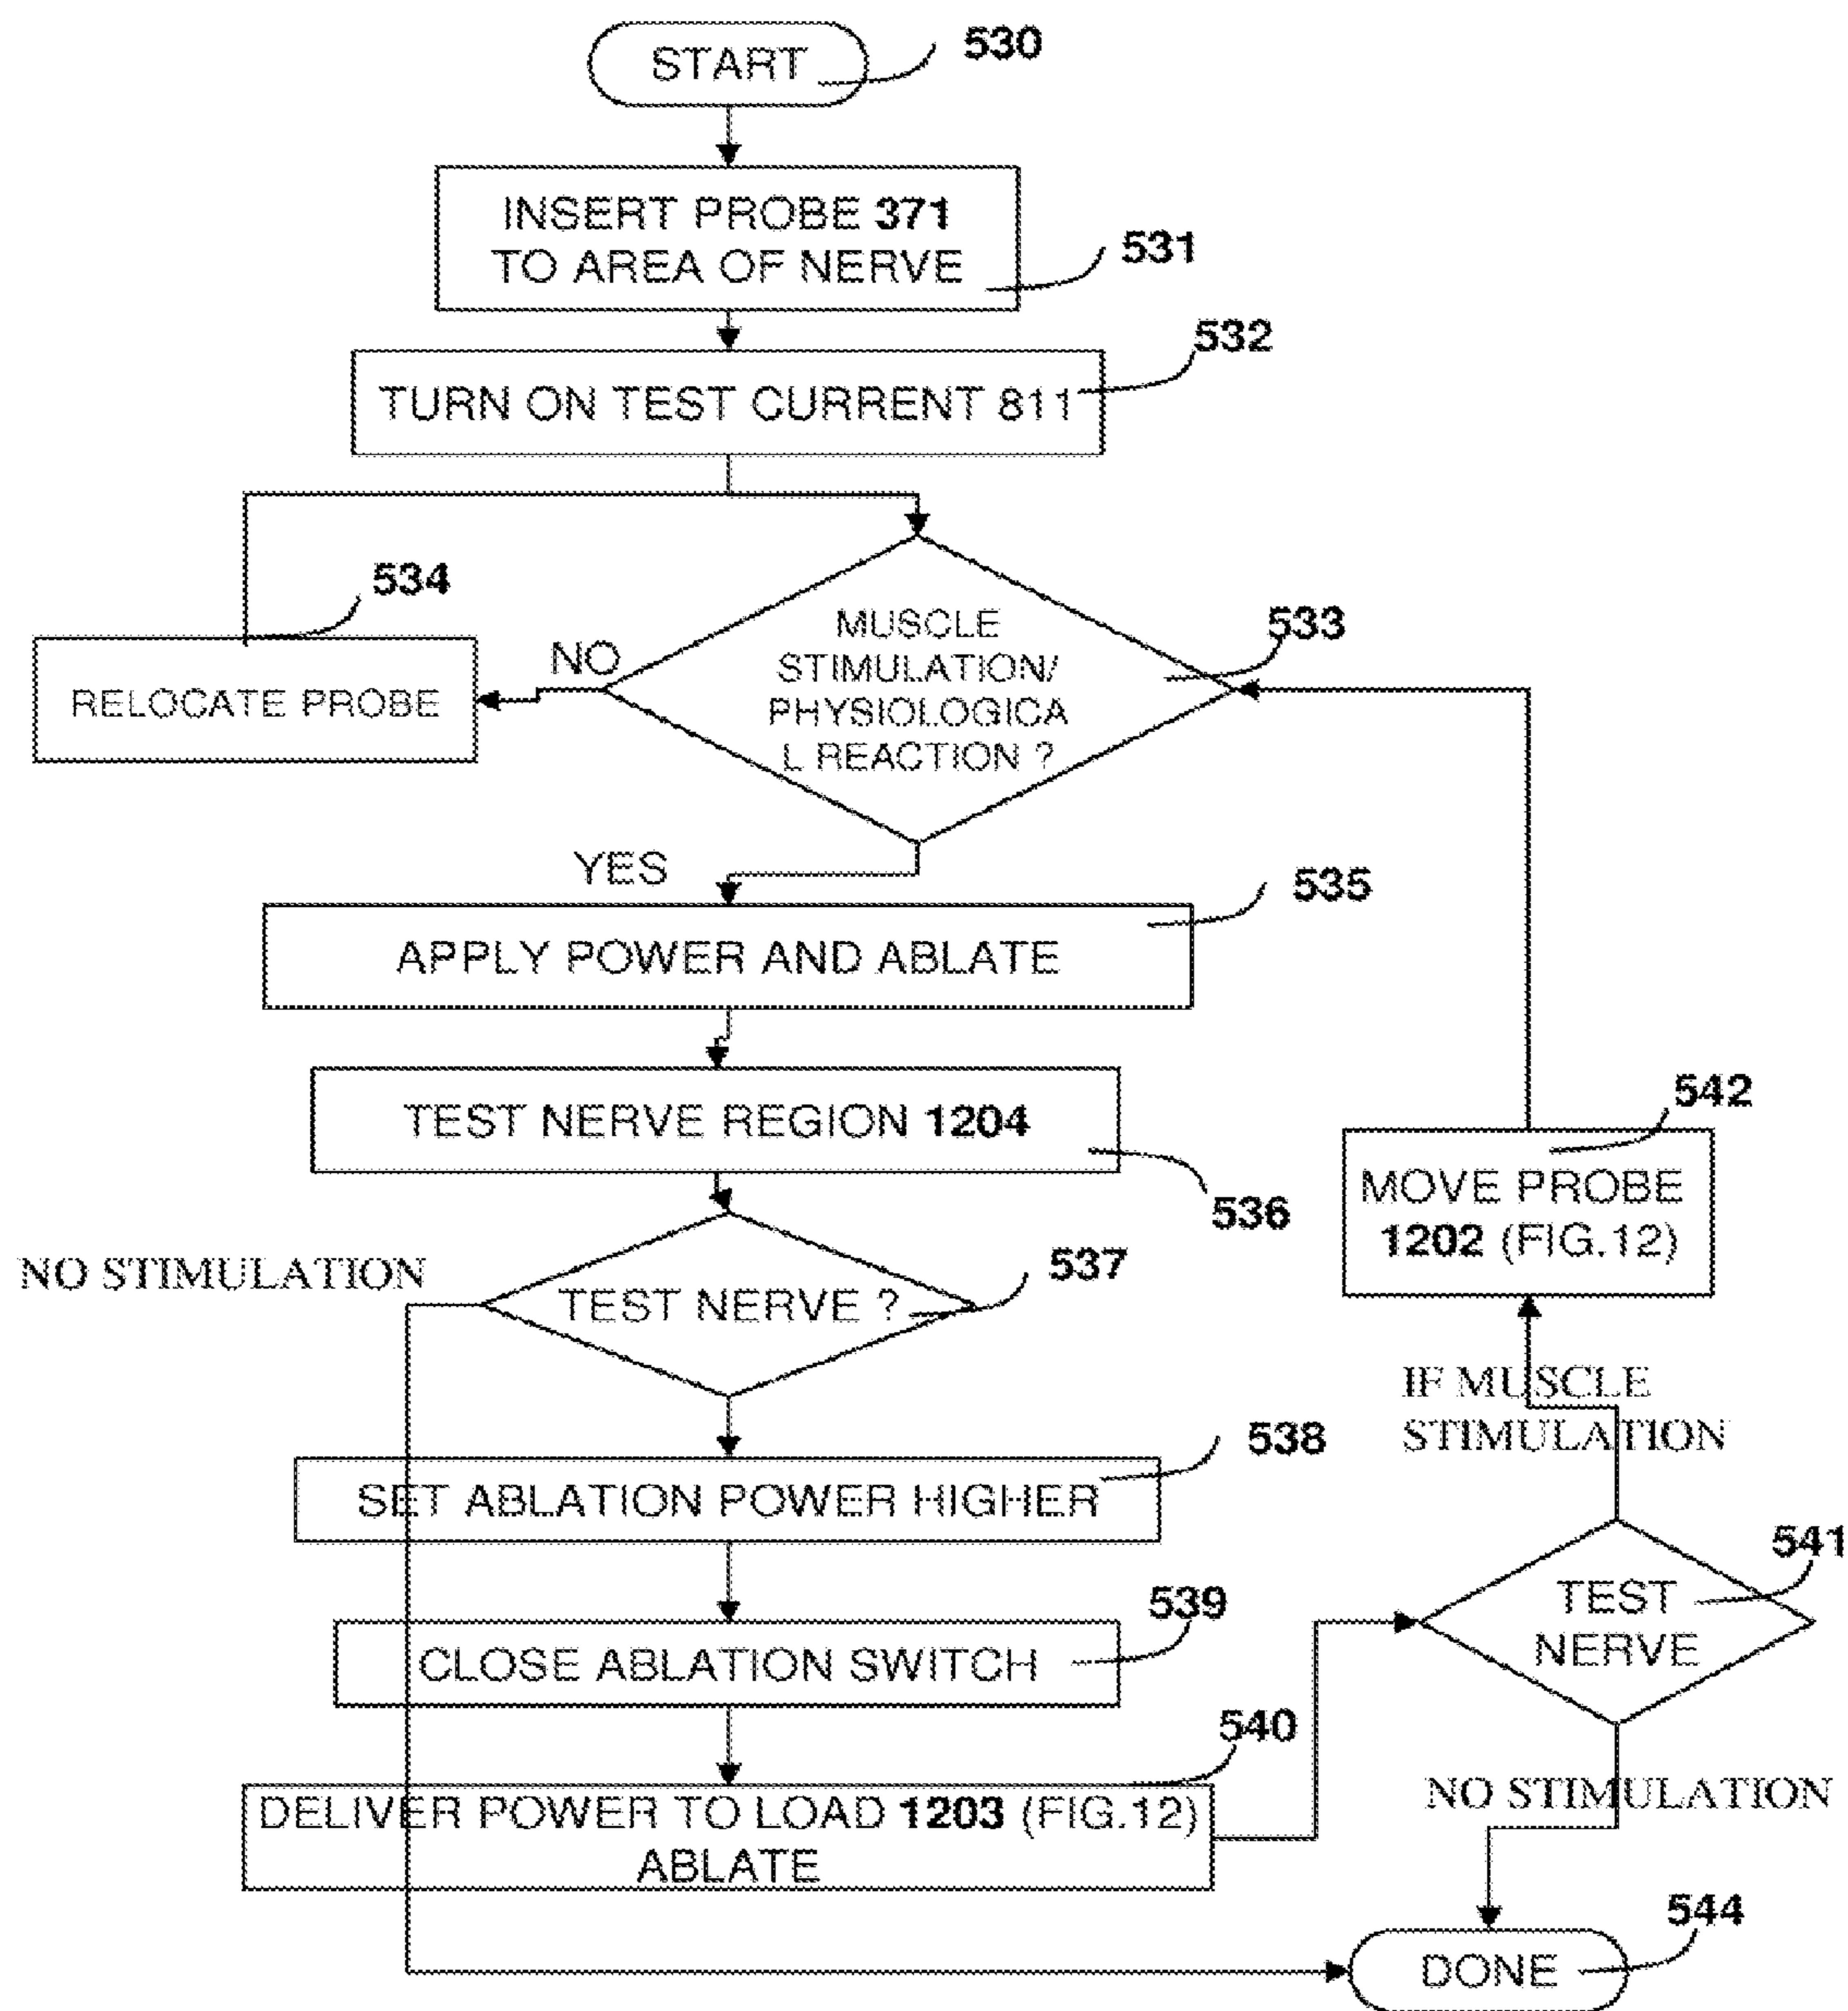 START
530
INSERT PROBE 371
TO AREA OF NERVE
531
532
TURN ON TEST CURRENT 811
534
RELOCATE PROBE
NO
MUSCLE
STIMULATION/
PHYSIOLOGICA
L REACTION ?
533
YES
535
APPLY POWER AND ABLATE
TEST NERVE REGION 1204
536
542
MOVE PROBE
1202 (FIG.12)
NO STIMULATION
TEST NERVE ?
537
IF MUSCLE
STIMULATION
538
SET ABLATION POWER HIGHER
541
TEST
NERVE
539
CLOSE ABLATION SWITCH
540
DELIVER POWER TO LOAD 1203 (FIG.12)
ABLATE
NO STIMULATION
544
DONE